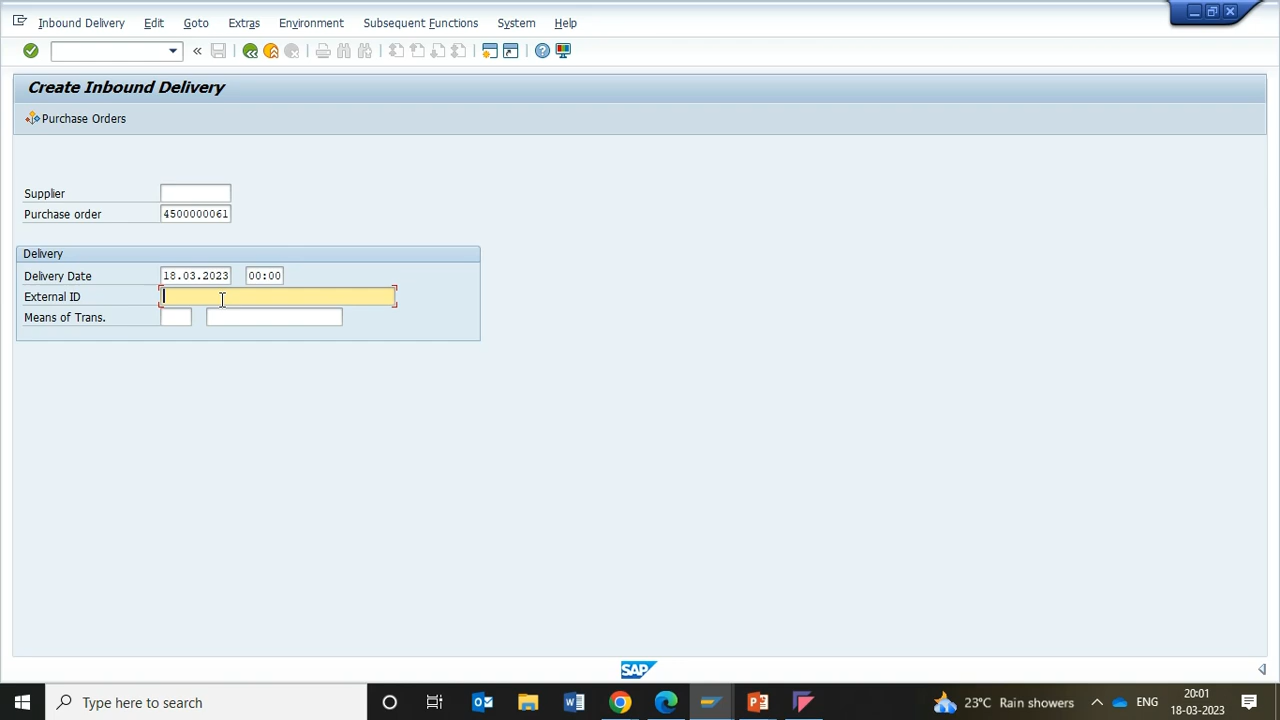 Inbound Delivery Edit Goto Extras Environment Subsequent Functions System Help
Create Inbound Delivery
Purchase Orders
Supplier
Purchase order 4500000061
Delivery
Delivery Date 18.03.2023 00:00
External ID
Means of Trans.
SAP
Type here to search
23°C Rain showers
ENG
20:01
18-03-2023